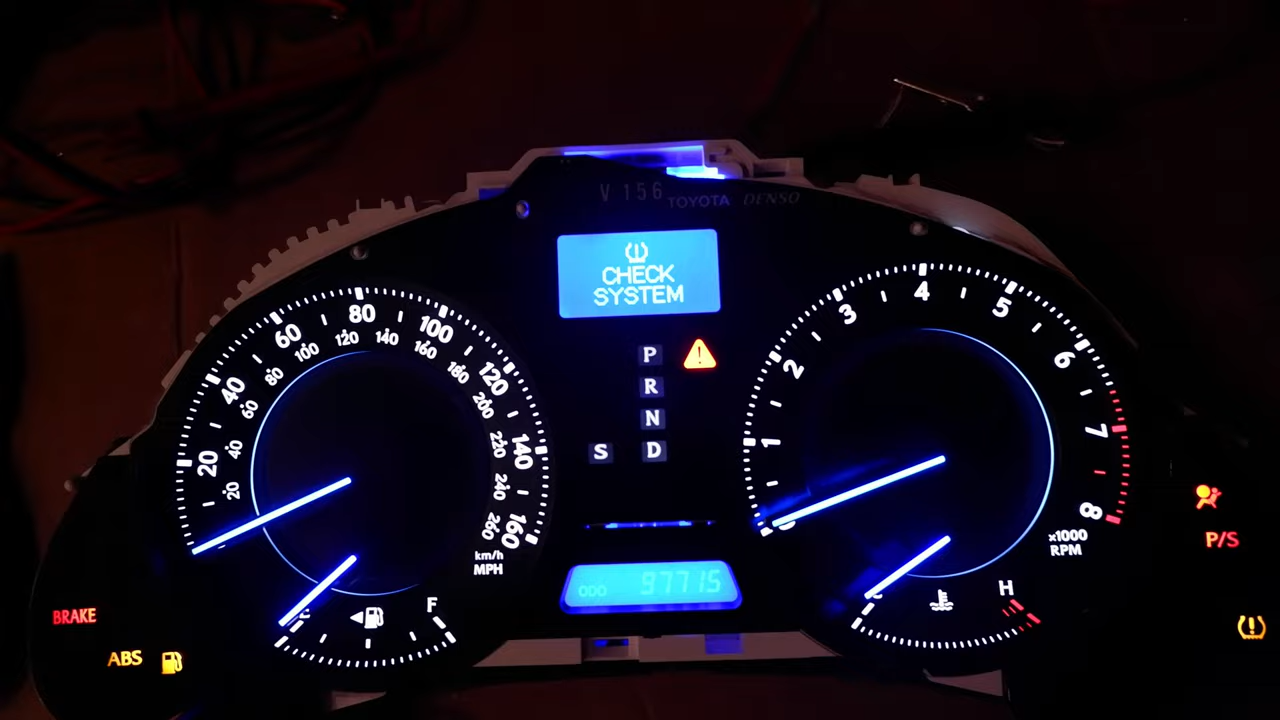 V 156 TOYOTA DENSO
CHECK
SYSTEM
P
R
N
S D
20 40 60 80 100 120 140 160
20 40 60 80 100 120 140 160 180 200 220 240 260
km/h
MPH
1 2 3 4 5 6 7 8
x1000
RPM
ODO 97715
F
H
BRAKE
ABS
P/S